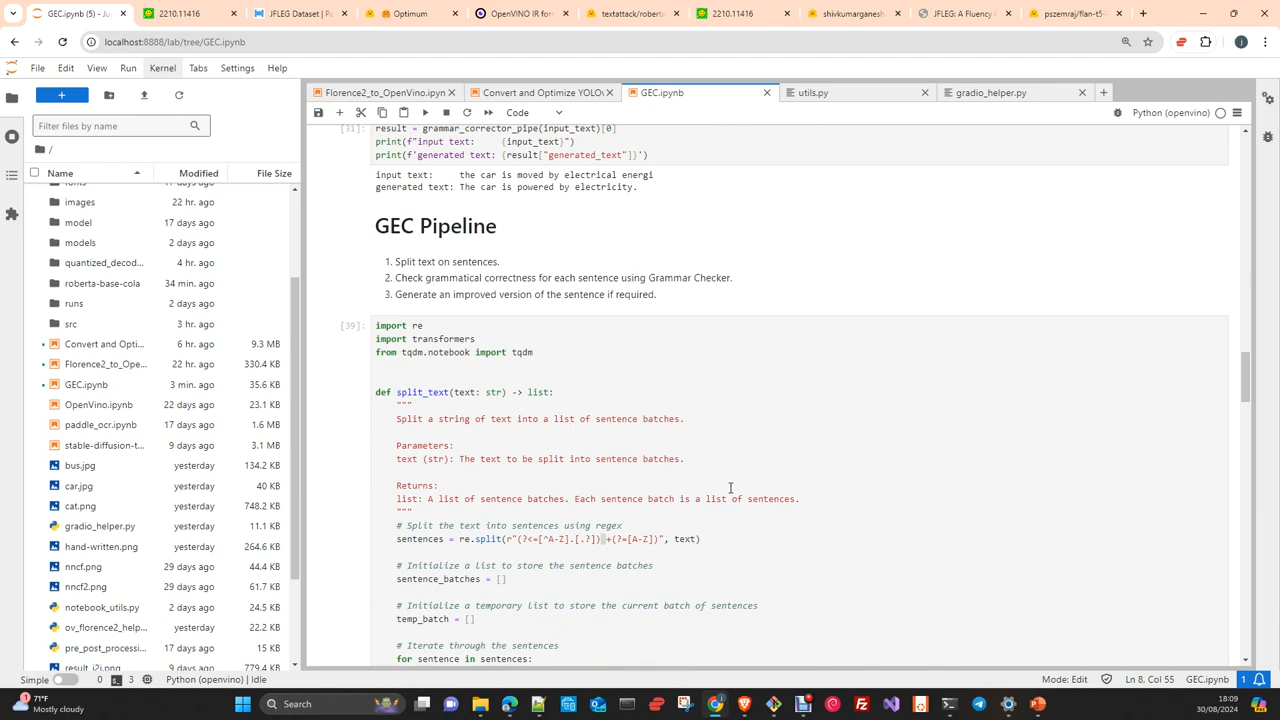 GEC.ipynb (5) - Ju
2210.11416
JFLEG Dataset | Pa
Optimum
OpenVINO IR for
textattack/robert
2210.11416
shivkumarganesh
JFLEG: A Fluency
pszemraj/flan-t5-
localhost:8888/lab/tree/GEC.ipynb
File Edit View Run Kernel Tabs Settings Help
Florence2_to_OpenVino.ipyn
Convert and Optimize YOLO
GEC.ipynb
utils.py
gradio_helper.py
Code
Python (openvino)
Filter files by name
/
Name Modified File Size
fonts 17 days ago
images 22 hr. ago
model 17 days ago
models 2 days ago
quantized_decod... 4 hr. ago
roberta-base-cola 34 min. ago
runs 2 days ago
src 3 hr. ago
Convert and Opti... 6 hr. ago 9.3 MB
Florence2_to_Ope... 22 hr. ago 330.4 KB
GEC.ipynb 3 min. ago 35.6 KB
OpenVino.ipynb 22 days ago 23.1 KB
paddle_ocr.ipynb 17 days ago 1.6 MB
stable-diffusion-t... 9 days ago 3.1 MB
bus.jpg yesterday 134.2 KB
car.jpg yesterday 40 KB
cat.png yesterday 748.2 KB
gradio_helper.py yesterday 11.1 KB
hand-written.png yesterday 264.6 KB
nncf.png 29 days ago 44.4 KB
nncf2.png 29 days ago 61.7 KB
notebook_utils.py 2 days ago 24.5 KB
ov_florence2_help... yesterday 22.2 KB
pre_post_processi... 17 days ago 15 KB
result_i2i.png 9 days ago 779.4 KB
[31]:
result = grammar_corrector_pipe(input_text)[0]
print(f"input text:    {input_text}")
print(f'generated text: {result["generated_text"]}')
input text:    the car is moved by electrical energi
generated text: The car is powered by electricity.
GEC Pipeline
1. Split text on sentences.
2. Check grammatical correctness for each sentence using Grammar Checker.
3. Generate an improved version of the sentence if required.
[39]:
import re
import transformers
from tqdm.notebook import tqdm
def split_text(text: str) -> list:
"""
Split a string of text into a list of sentence batches.
Parameters:
text (str): The text to be split into sentence batches.
Returns:
list: A list of sentence batches. Each sentence batch is a list of sentences.
"""
# Split the text into sentences using regex
sentences = re.split(r"(?<=[^A-Z].[.?]) +(?=[A-Z])", text)
# Initialize a list to store the sentence batches
sentence_batches = []
# Initialize a temporary list to store the current batch of sentences
temp_batch = []
# Iterate through the sentences
for sentence in sentences:
Simple 0 3 Python (openvino) | Idle Mode: Edit Ln 8, Col 55 GEC.ipynb 1
71°F
Mostly cloudy
Search
18:09
30/08/2024